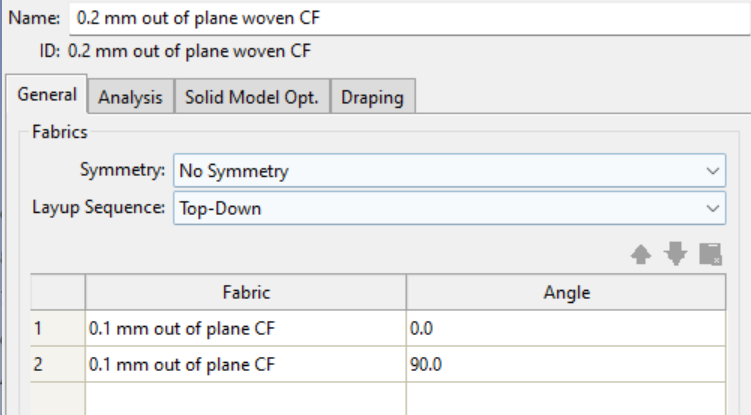 Name: 0.2 mm out of plane woven CF
ID: 0.2 mm out of plane woven CF
General Analysis Solid Model Opt. Draping
Fabrics
Symmetry: No Symmetry
Layup Sequence: Top-Down
Fabric Angle
1 0.1 mm out of plane CF 0.0
2 0.1 mm out of plane CF 90.0